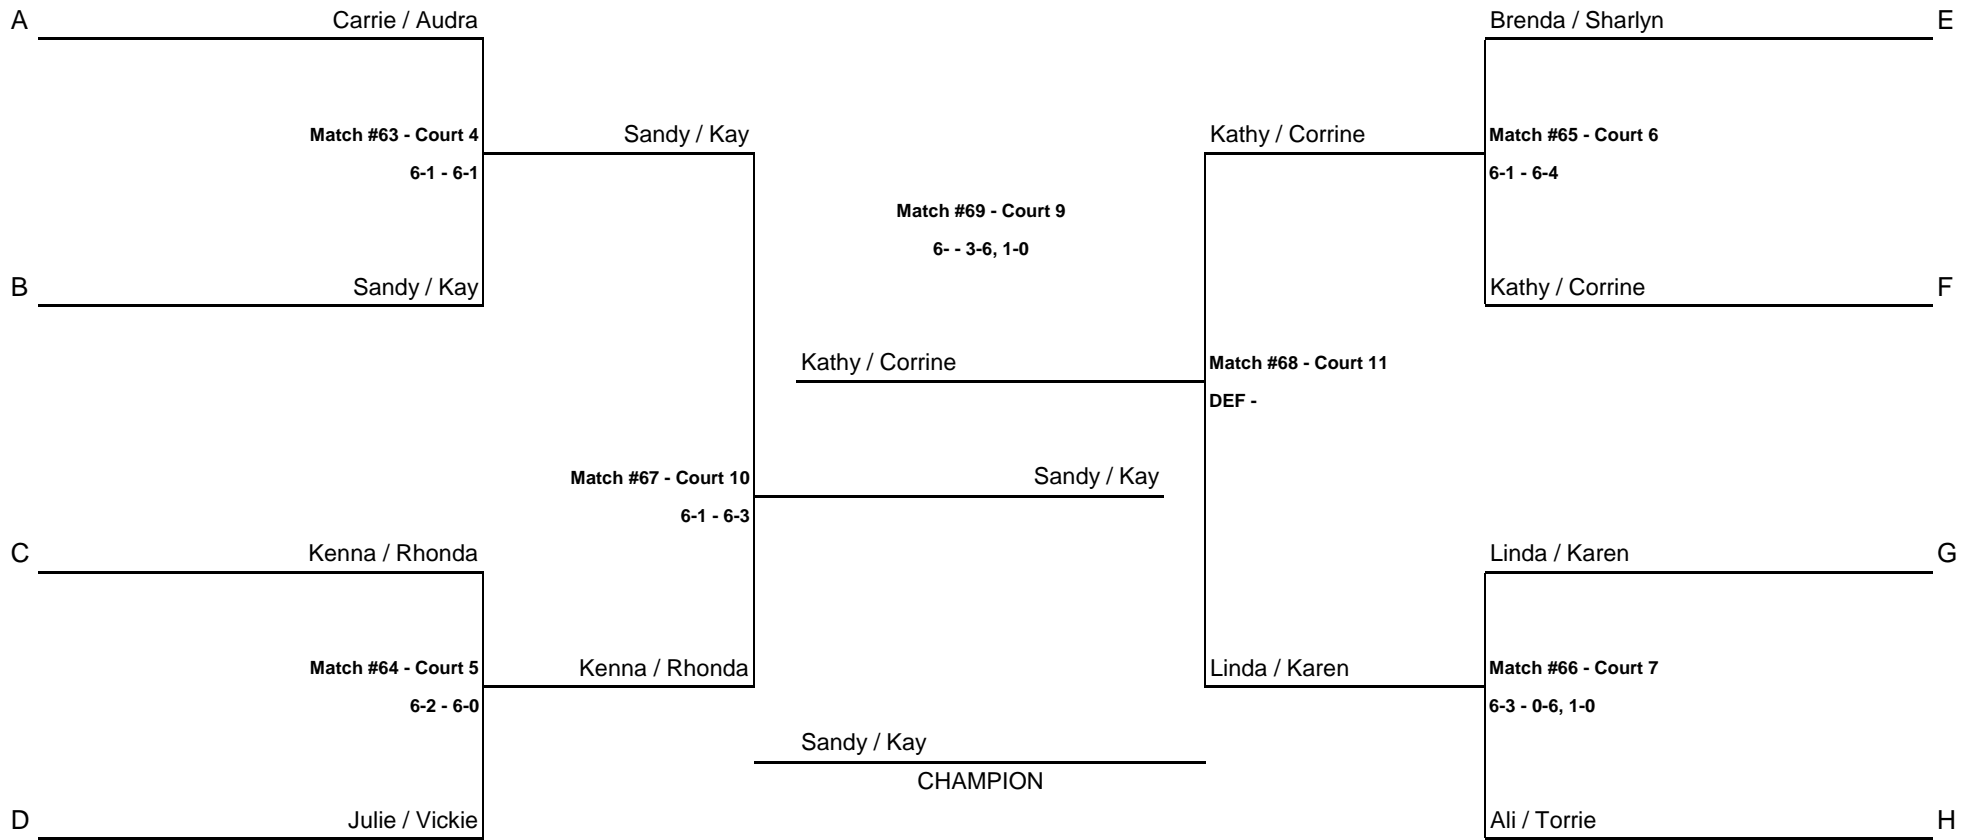 A
Carrie / Audra
Brenda / Sharlyn
E
Match #63 - Court 4
Sandy / Kay
Kathy / Corrine
Match #65 - Court 6
6-1 - 6-1
6-1 - 6-4
Match #69 - Court 9
6- - 3-6, 1-0
B
Sandy / Kay
Kathy / Corrine
F
Kathy / Corrine
Match #68 - Court 11
DEF -
Match #67 - Court 10
Sandy / Kay
6-1 - 6-3
C
Kenna / Rhonda
Linda / Karen
G
Match #64 - Court 5
Kenna / Rhonda
Linda / Karen
Match #66 - Court 7
6-2 - 6-0
6-3 - 0-6, 1-0
Sandy / Kay
CHAMPION
D
Julie / Vickie
Ali / Torrie
H